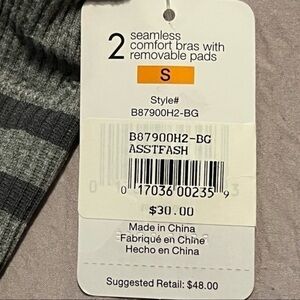 2 seamless
comfort bras with
removable pads
S
Style#
B87900H2-BG
B87900H2-BG
ASSTFASH
0 17036 00235 9
$30.00
Made in China
Fabriqué en Chine
Hecho en China
Suggested Retail: $48.00